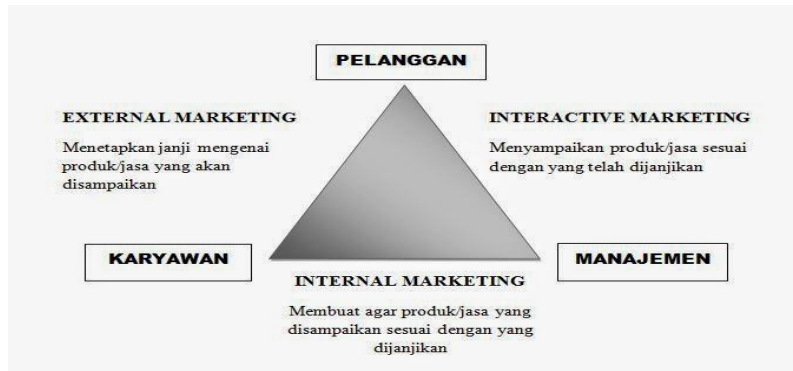 PELANGGAN
EXTERNAL MARKETING
Menetapkan janji mengenai
produk/jasa yang akan
disampaikan
INTERACTIVE MARKETING
Menyampaikan produk/jasa sesuai
dengan yang telah dijanjikan
KARYAWAN
MANAJEMEN
INTERNAL MARKETING
Membuat agar produk/jasa yang
disampaikan sesuai dengan yang
dijanjikan